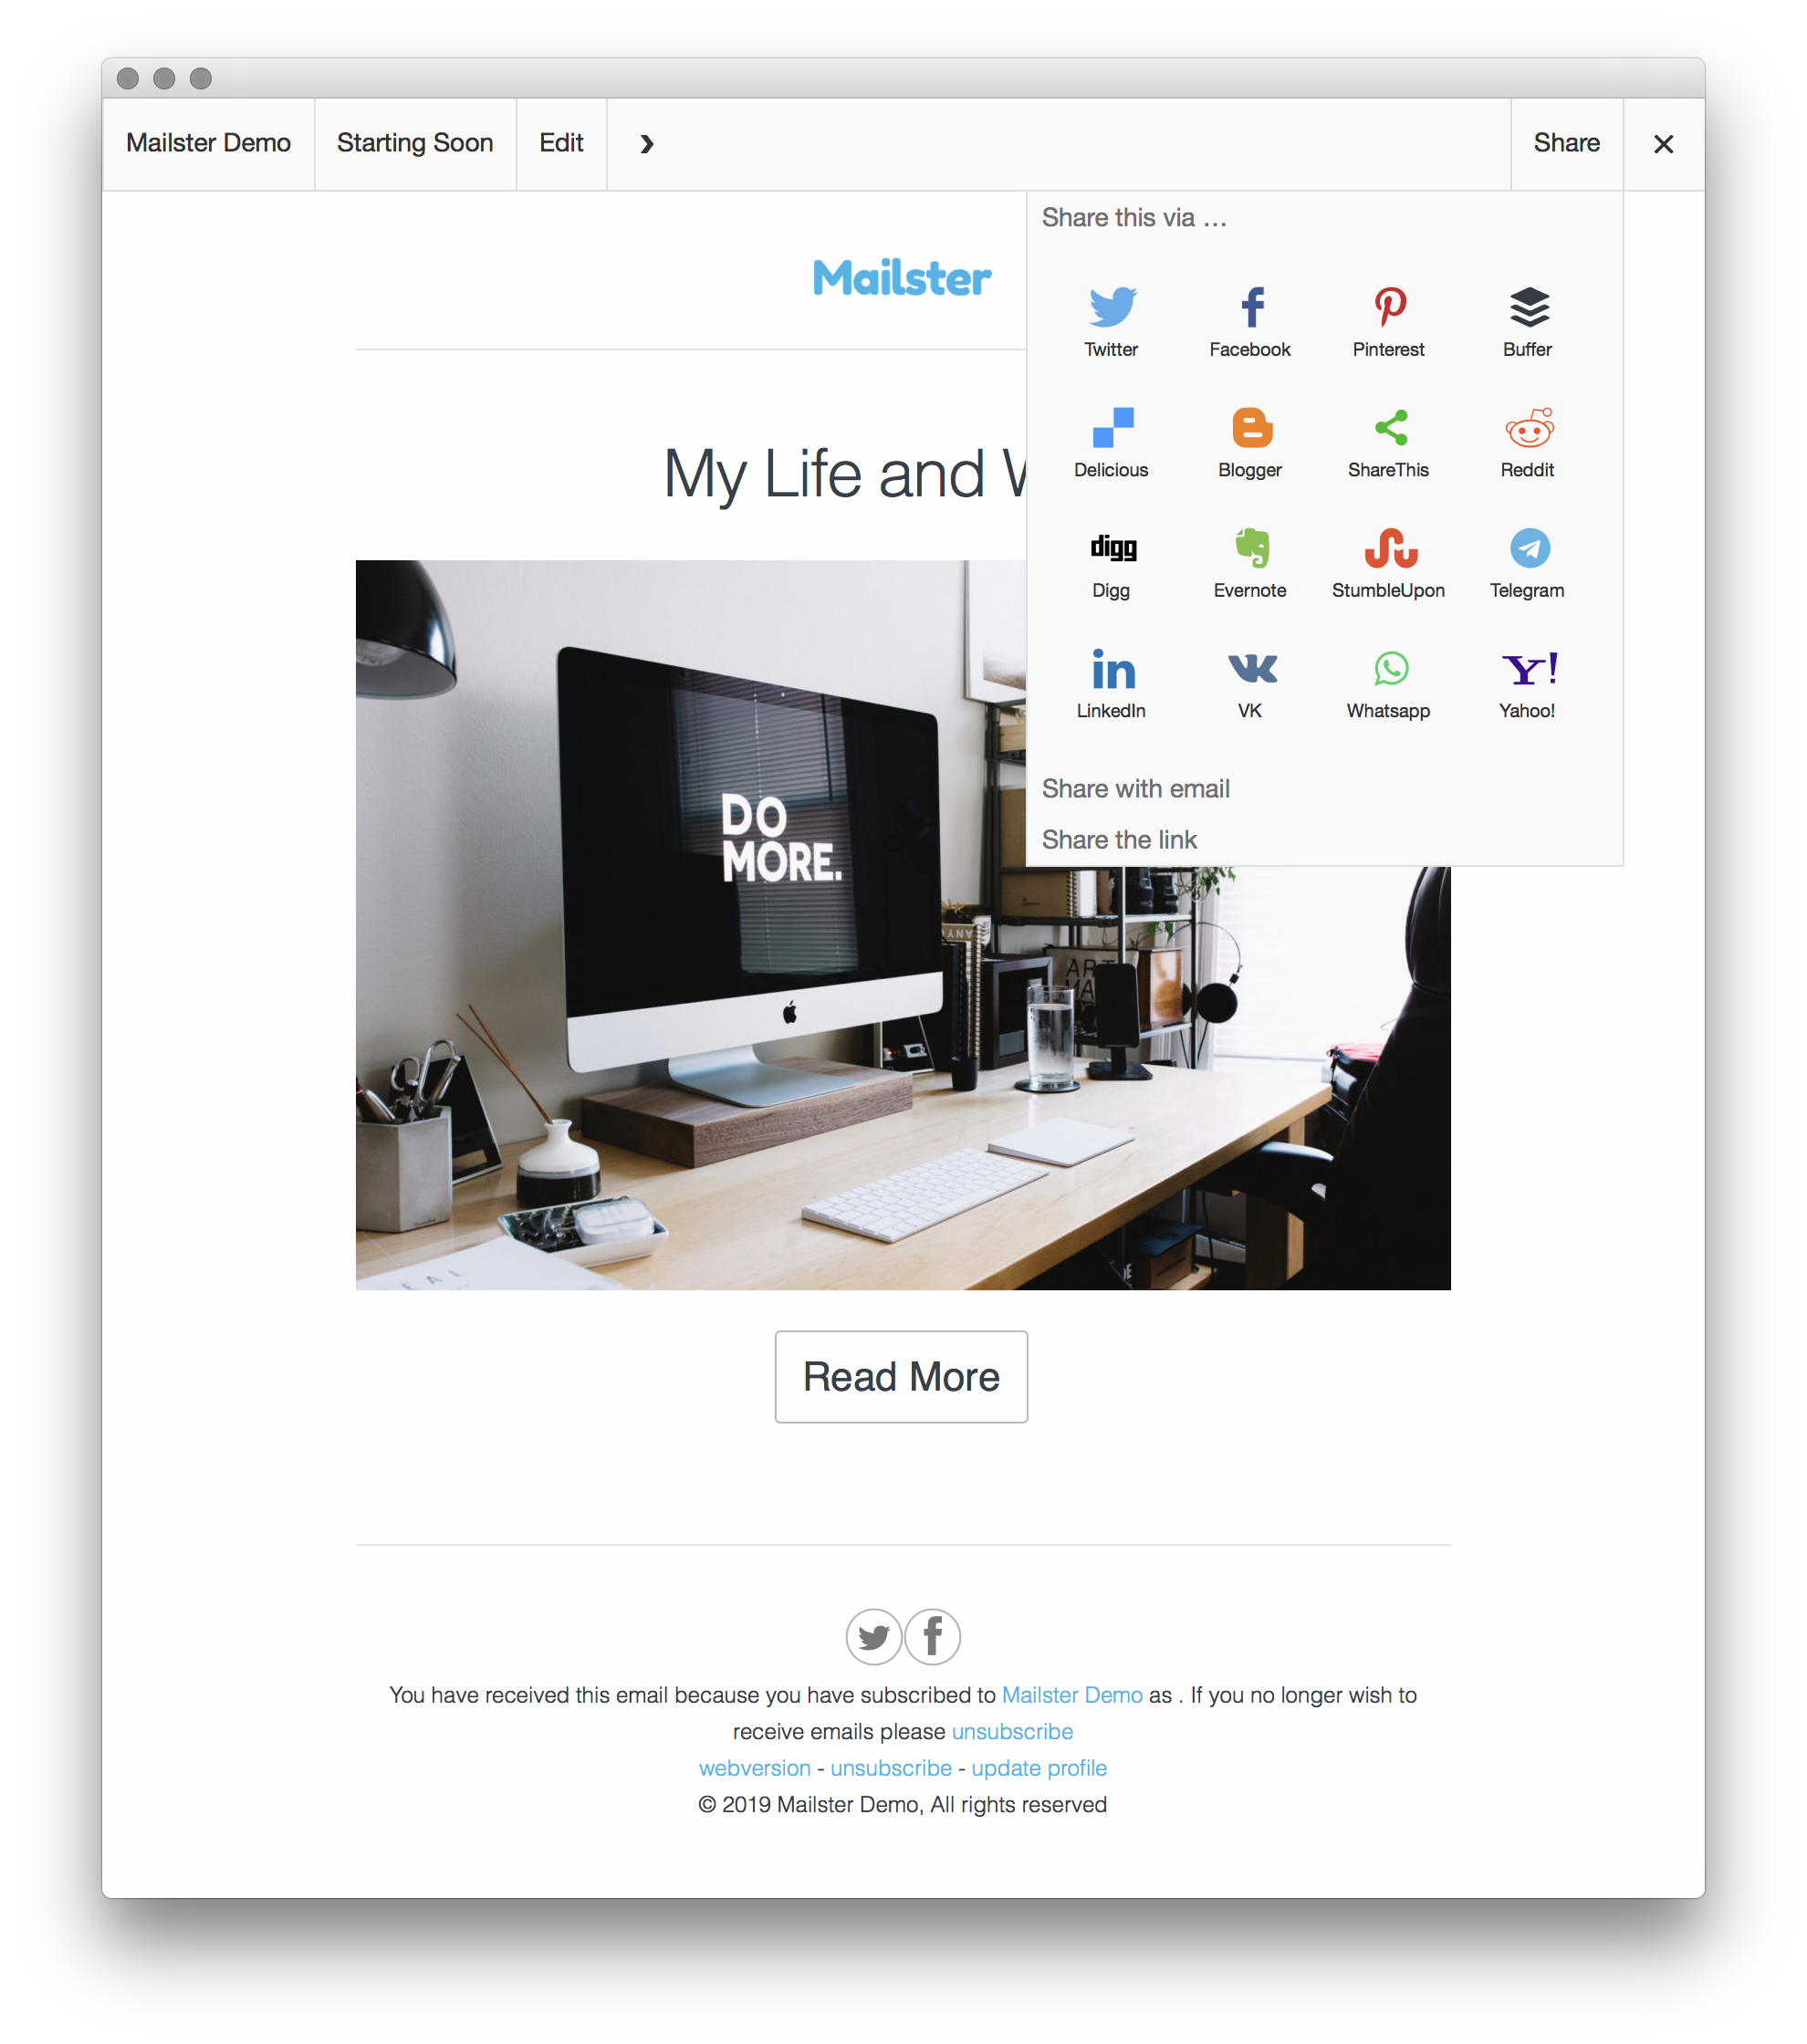 Mailster Demo
Starting Soon
Edit
›
Share
✕
Share this via ...
Mailster
Twitter
Facebook
Pinterest
Buffer
My Life and
Delicious
Blogger
ShareThis
Reddit
digg
Digg
Evernote
StumbleUpon
Telegram
in
LinkedIn
VK
Whatsapp
Y!
Yahoo!
Share with email
Share the link
DO
MORE.
ANY
ART
MA
Read More
You have received this email because you have subscribed to Mailster Demo as . If you no longer wish to
receive emails please unsubscribe
webversion - unsubscribe - update profile
© 2019 Mailster Demo, All rights reserved